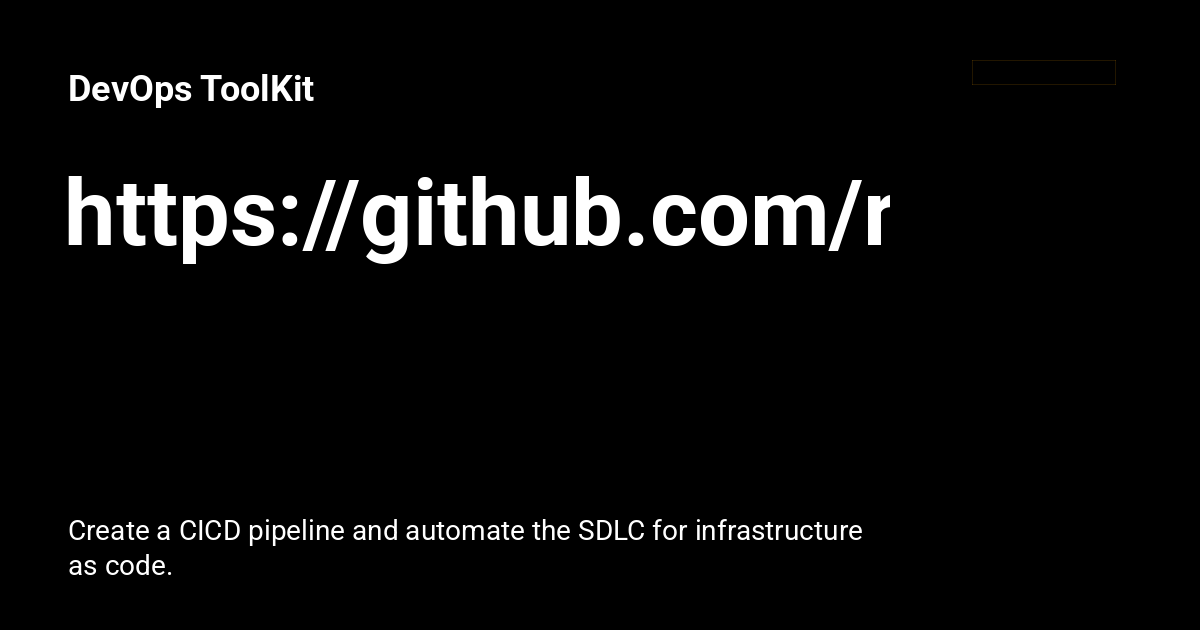 DevOps ToolKit
https://github.com/r
Create a CICD pipeline and automate the SDLC for infrastructure
as code.